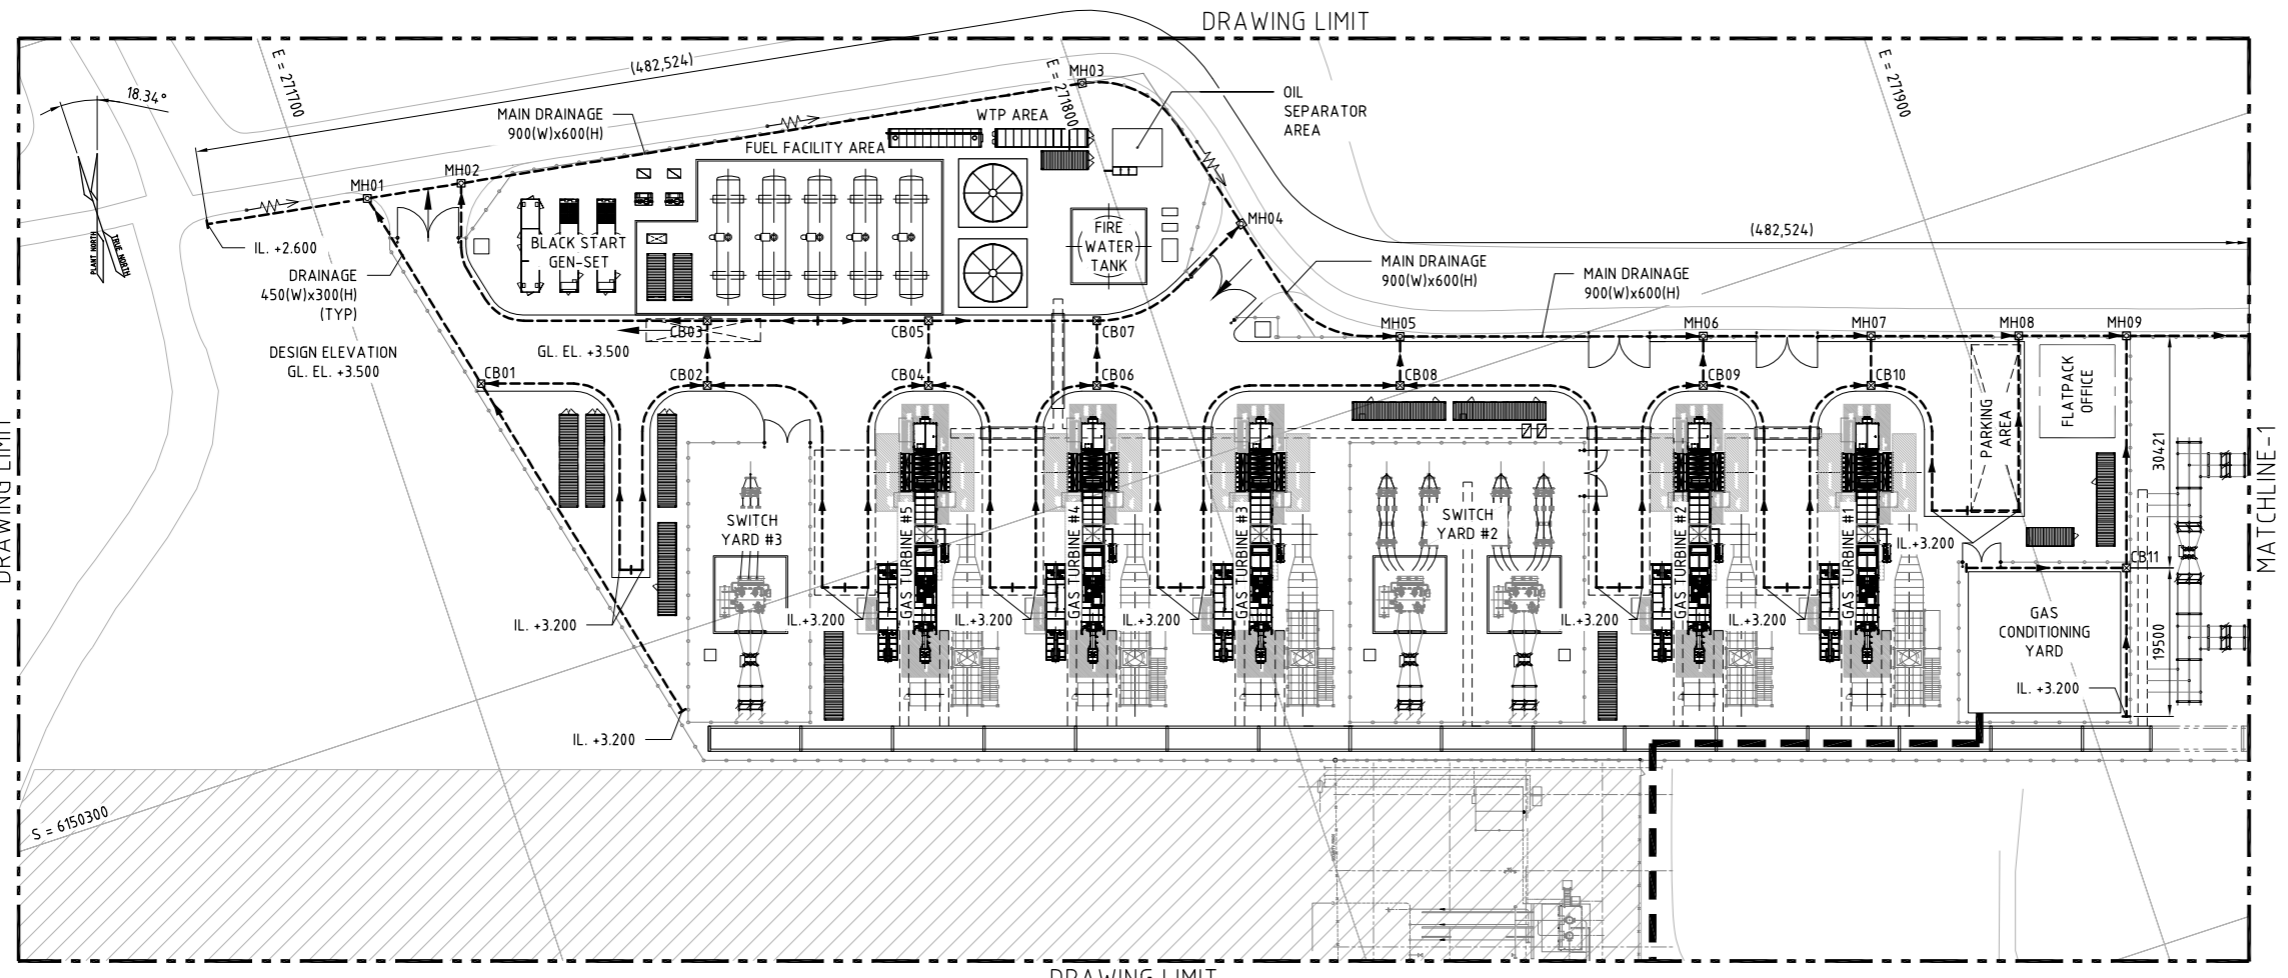 DRAWING LIMIT
E = 271700
(482,524)
MH03
E = 271800
E = 271900
18.34°
MAIN DRAINAGE
900(W)x600(H)
WTP AREA
OIL
SEPARATOR
AREA
FUEL FACILITY AREA
MH01
MH02
PLANT NORTH
TRUE NORTH
IL. +2.600
DRAINAGE
450(W)x300(H)
(TYP)
BLACK START
GEN-SET
FIRE
WATER
TANK
MH04
(482,524)
MAIN DRAINAGE
900(W)x600(H)
MAIN DRAINAGE
900(W)x600(H)
DESIGN ELEVATION
GL. EL. +3.500
GL. EL. +3.500
CB03
CB05
CB07
MH05
MH06
MH07
MH08
MH09
CB01
CB02
CB04
CB06
CB08
CB09
CB10
PARKING
AREA
FLATPACK
OFFICE
30421
DRAWING LIMIT
MATCHLINE-1
SWITCH
YARD #3
GAS TURBINE #5
GAS TURBINE #4
GAS TURBINE #3
SWITCH
YARD #2
GAS TURBINE #2
GAS TURBINE #1
IL.+3.200
CB11
IL. +3.200
IL.+3.200
IL.+3.200
IL.+3.200
IL.+3.200
IL.+3.200
GAS
CONDITIONING
YARD
19500
IL. +3.200
IL. +3.200
S = 6150300
DRAWING LIMIT